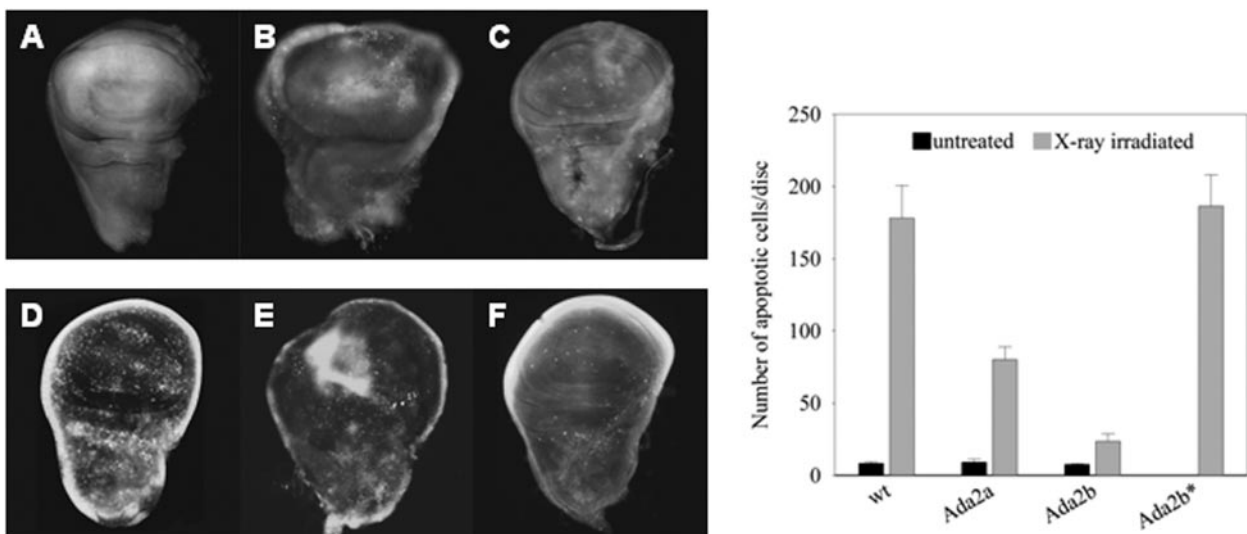 A B C
D E F
250
200
150
100
50
0
Number of apoptotic cells/disc
untreated X-ray irradiated
wt Ada2a Ada2b Ada2b*